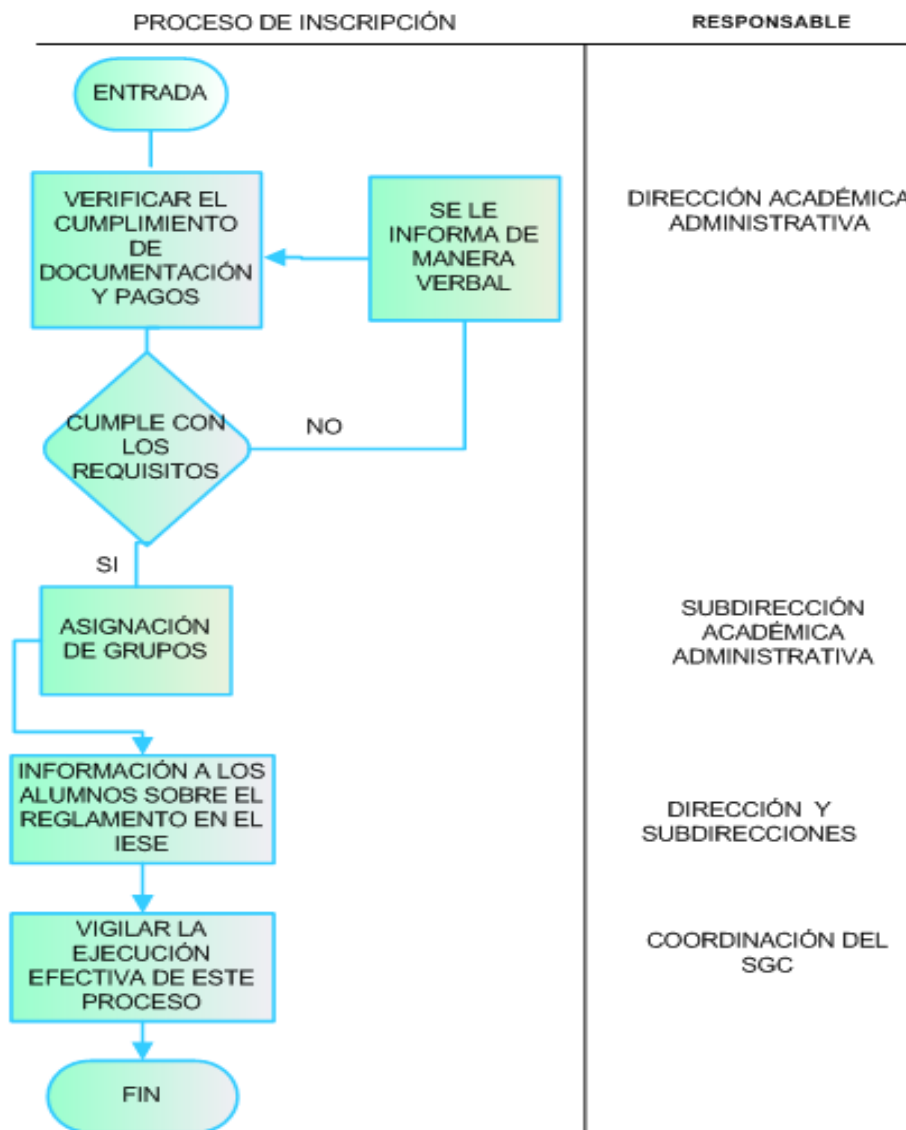 PROCESO DE INSCRIPCIÓN
RESPONSABLE
ENTRADA
VERIFICAR EL
CUMPLIMIENTO
DE
DOCUMENTACIÓN
Y PAGOS
SE LE
INFORMA DE
MANERA
VERBAL
DIRECCIÓN ACADÉMICA
ADMINISTRATIVA
CUMPLE CON
LOS
REQUISITOS
NO
SI
ASIGNACIÓN
DE GRUPOS
SUBDIRECCIÓN
ACADÉMICA
ADMINISTRATIVA
INFORMACIÓN A LOS
ALUMNOS SOBRE EL
REGLAMENTO EN EL
IESE
DIRECCIÓN Y
SUBDIRECCIONES
VIGILAR LA
EJECUCIÓN
EFECTIVA DE ESTE
PROCESO
COORDINACIÓN DEL
SGC
FIN